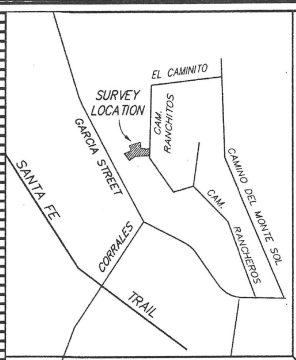 EL CAMINITO
SURVEY
LOCATION
CAM.
RANCHITOS
GARCIA STREET
CAMINO DEL MONTE SOL
SANTA FE
TRAIL
CORRALES
CAM.
RANCHEROS